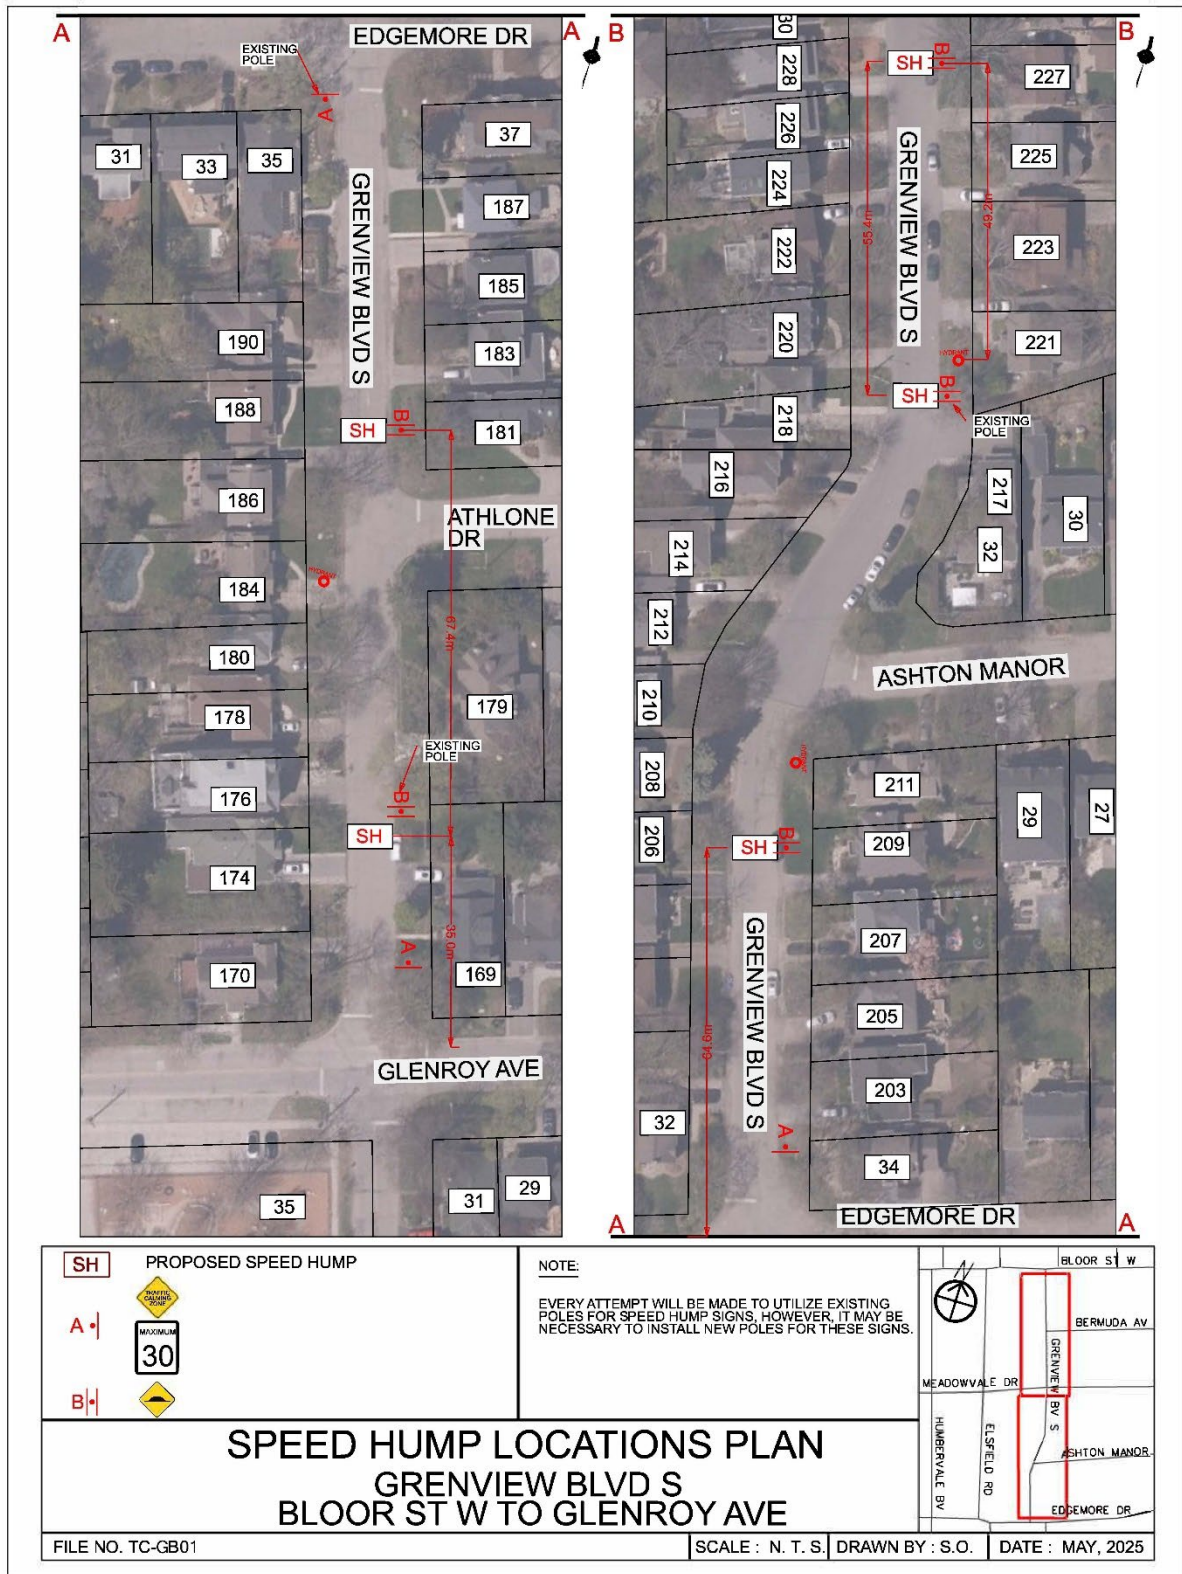 A
EDGEMORE DR
A
EXISTING
POLE
A
37
31
33
35
187
GRENVIEW BLVD S
185
190
183
188
B
SH
181
186
ATHLONE
DR
HYDRANT
184
67.4m
180
178
179
EXISTING
POLE
B
176
SH
174
35.0m
A
170
169
GLENROY AVE
29
31
35
B
30
B
SH
B
228
227
226
225
GRENVIEW BLVD S
224
55.4m
49.2m
222
223
220
221
HYDRANT
SH
B
218
EXISTING
POLE
216
217
30
214
32
212
ASHTON MANOR
210
HYDRANT
208
211
29
27
206
SH
B
209
207
GRENVIEW BLVD S
205
64.6m
203
32
A
34
EDGEMORE DR
A
A
SH
PROPOSED SPEED HUMP
TRAFFIC
CALMING
ZONE
A
MAXIMUM
30
B
NOTE:
EVERY ATTEMPT WILL BE MADE TO UTILIZE EXISTING
POLES FOR SPEED HUMP SIGNS, HOWEVER, IT MAY BE
NECESSARY TO INSTALL NEW POLES FOR THESE SIGNS.
N
BLOOR ST W
BERMUDA AV
GRENVIEW BV S
MEADOWVALE DR
HUMBERVALE BV
ELSFIELD RD
ASHTON MANOR
EDGEMORE DR
SPEED HUMP LOCATIONS PLAN
GRENVIEW BLVD S
BLOOR ST W TO GLENROY AVE
FILE NO. TC-GB01
SCALE : N. T. S.
DRAWN BY : S.O.
DATE : MAY, 2025